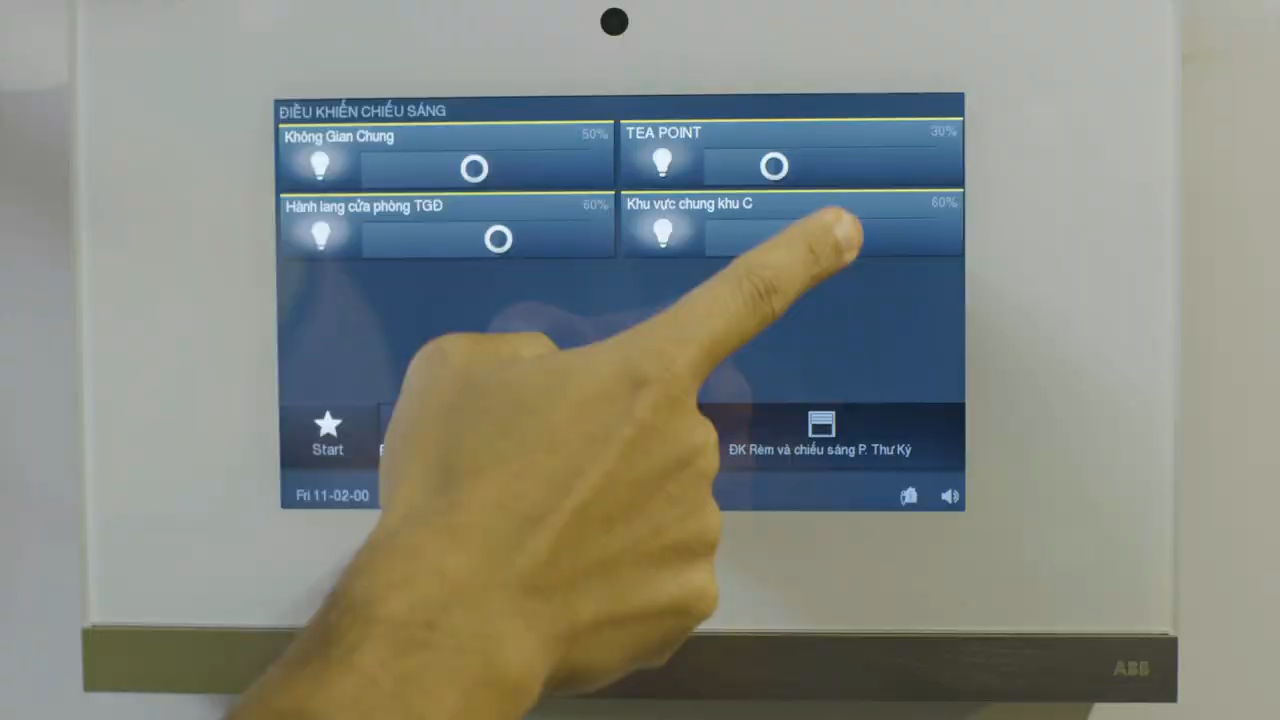 ĐIỀU KHIỂN CHIẾU SÁNG
Không Gian Chung 50%
TEA POINT 30%
Hành lang cửa phòng TGĐ 60%
Khu vực chung khu C 60%
Start
ĐK Rèm và chiếu sáng P. Thư Ký
Fri 11-02-00
ABB